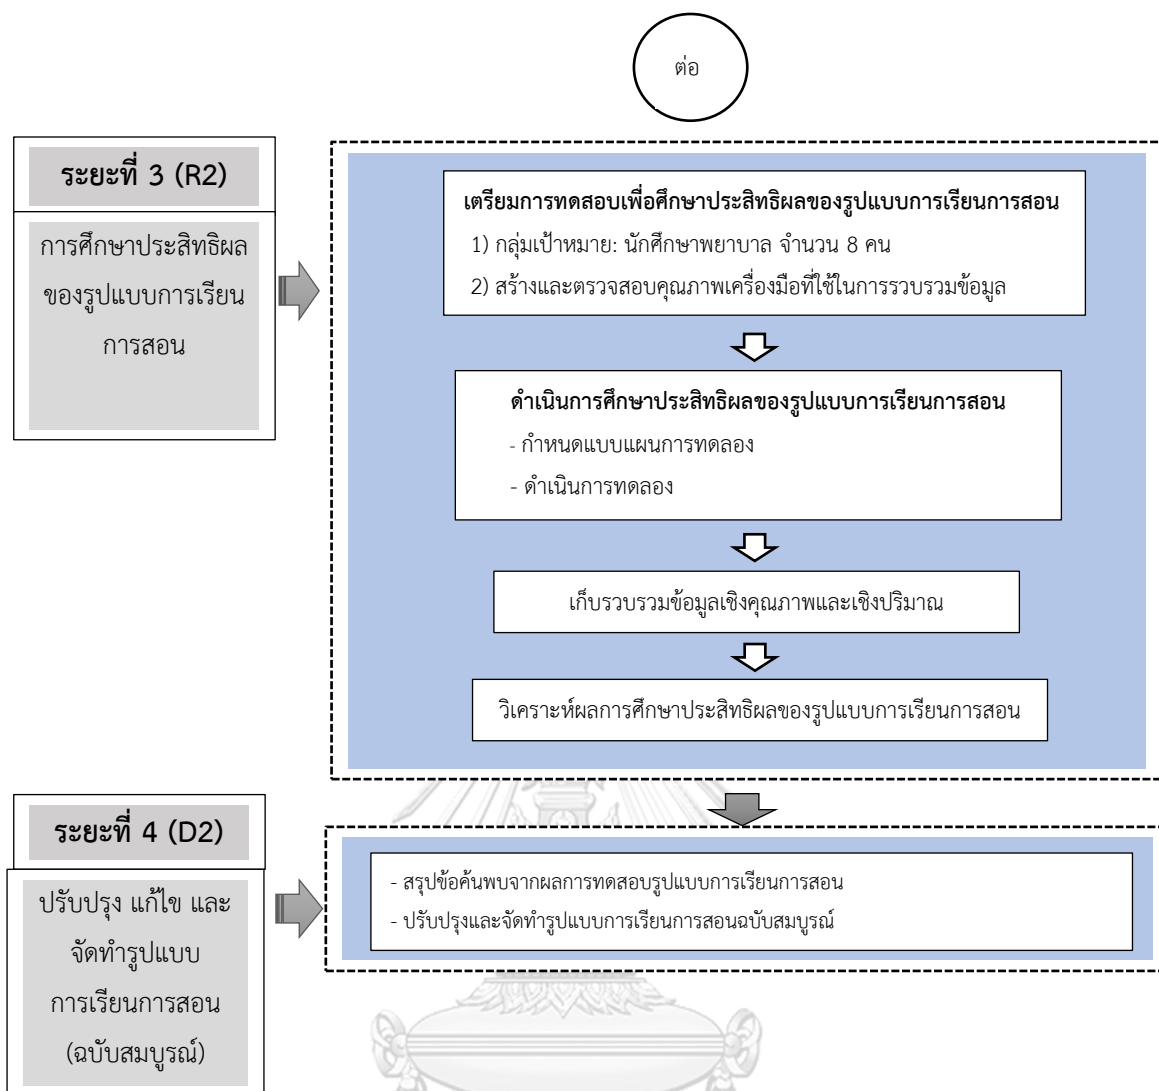 ต่อ
ระยะที่ 3 (R2)
การศึกษาประสิทธิผล
ของรูปแบบการเรียน
การสอน
เตรียมการทดสอบเพื่อศึกษาประสิทธิผลของรูปแบบการเรียนการสอน
1) กลุ่มเป้าหมาย: นักศึกษาพยาบาล จำนวน 8 คน
2) สร้างและตรวจสอบคุณภาพเครื่องมือที่ใช้ในการรวบรวมข้อมูล
ดำเนินการศึกษาประสิทธิผลของรูปแบบการเรียนการสอน
- กำหนดแบบแผนการทดลอง
- ดำเนินการทดลอง
เก็บรวบรวมข้อมูลเชิงคุณภาพและเชิงปริมาณ
วิเคราะห์ผลการศึกษาประสิทธิผลของรูปแบบการเรียนการสอน
ระยะที่ 4 (D2)
ปรับปรุง แก้ไข และ
จัดทำรูปแบบ
การเรียนการสอน
(ฉบับสมบูรณ์)
- สรุปข้อค้นพบจากผลการทดสอบรูปแบบการเรียนการสอน
- ปรับปรุงและจัดทำรูปแบบการเรียนการสอนฉบับสมบูรณ์